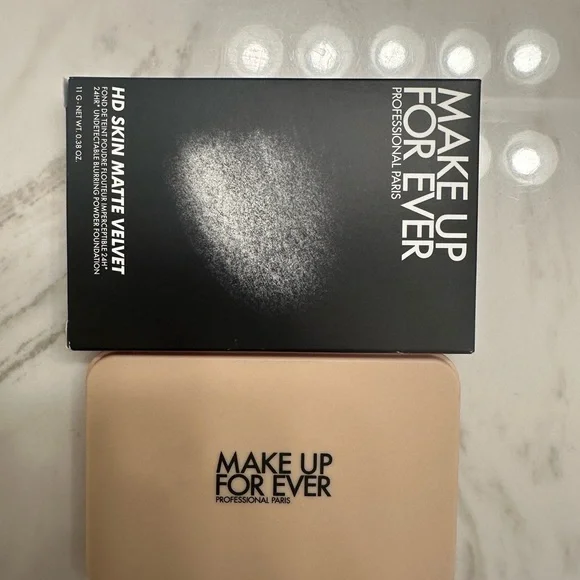 MAKE UP
FOR EVER
PROFESSIONAL PARIS
HD SKIN MATTE VELVET
FOND DE TEINT POUDRE FLOUTEUR IMPERCEPTIBLE 24H*
24HR* UNDETECTABLE BLURRING POWDER FOUNDATION
11 G - NET WT. 0.38 OZ.
MAKE UP
FOR EVER
PROFESSIONAL PARIS